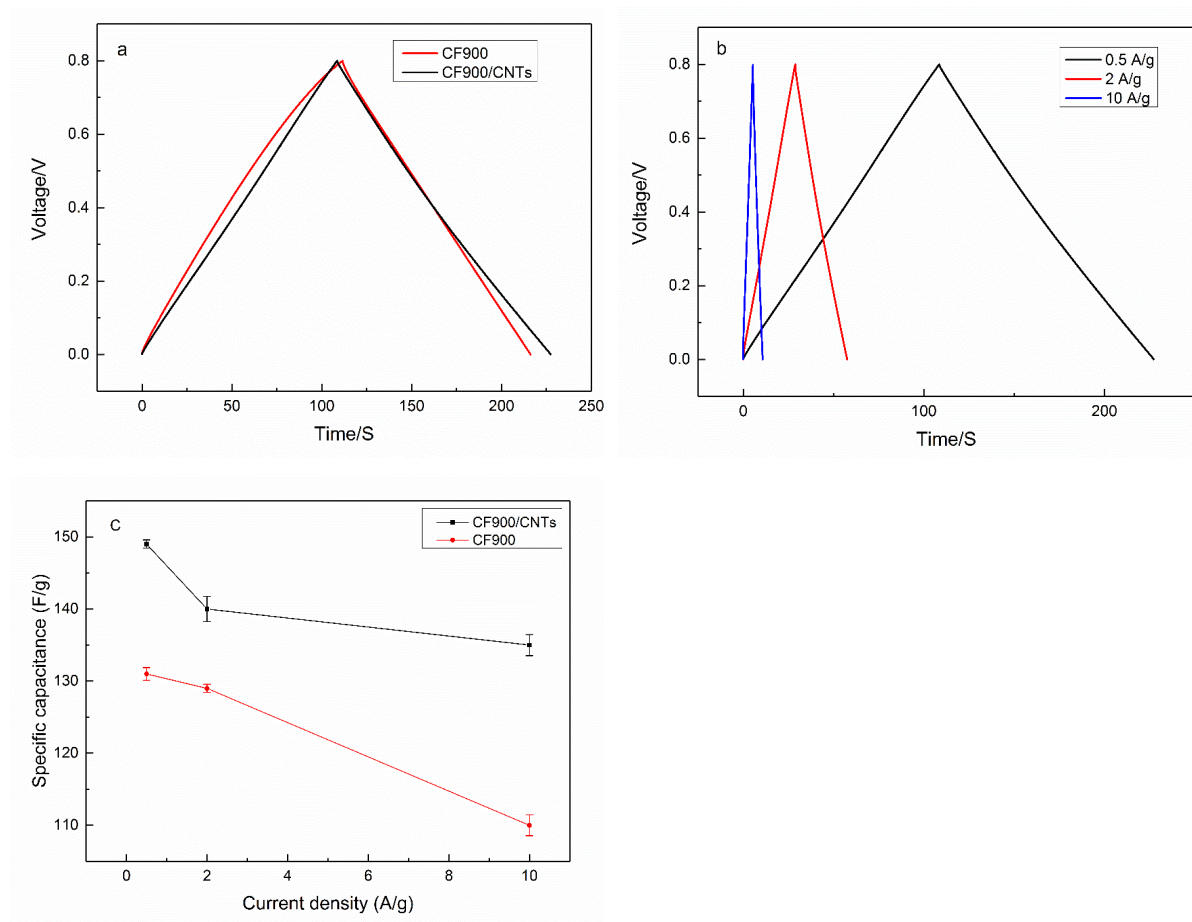 a
CF900
CF900/CNTs
0.8
0.6
0.4
0.2
0.0
Voltage/V
0
50
100
150
200
250
Time/S
b
0.5 A/g
2 A/g
10 A/g
0.8
0.6
0.4
0.2
0.0
Voltage/V
0
100
200
Time/S
C
CF900/CNTs
CF900
150
140
130
120
110
Specific capacitance (F/g)
0
2
4
6
8
10
Current density (A/g)